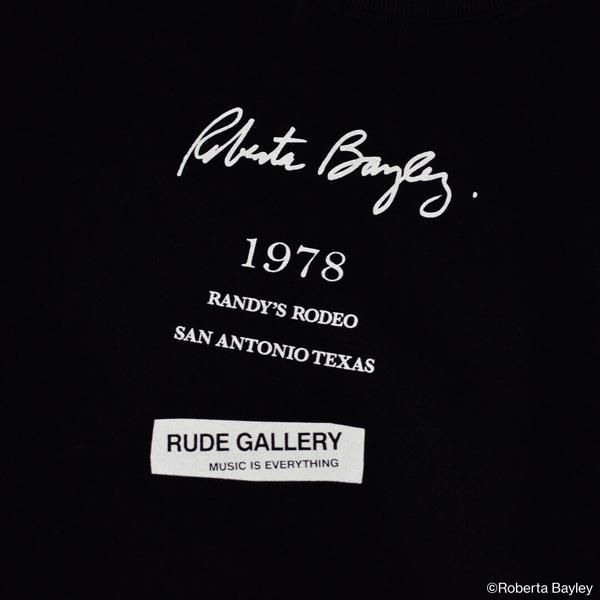 Roberta Bayley.
1978
RANDY'S RODEO
SAN ANTONIO TEXAS
RUDE GALLERY
MUSIC IS EVERYTHING
©Roberta Bayley